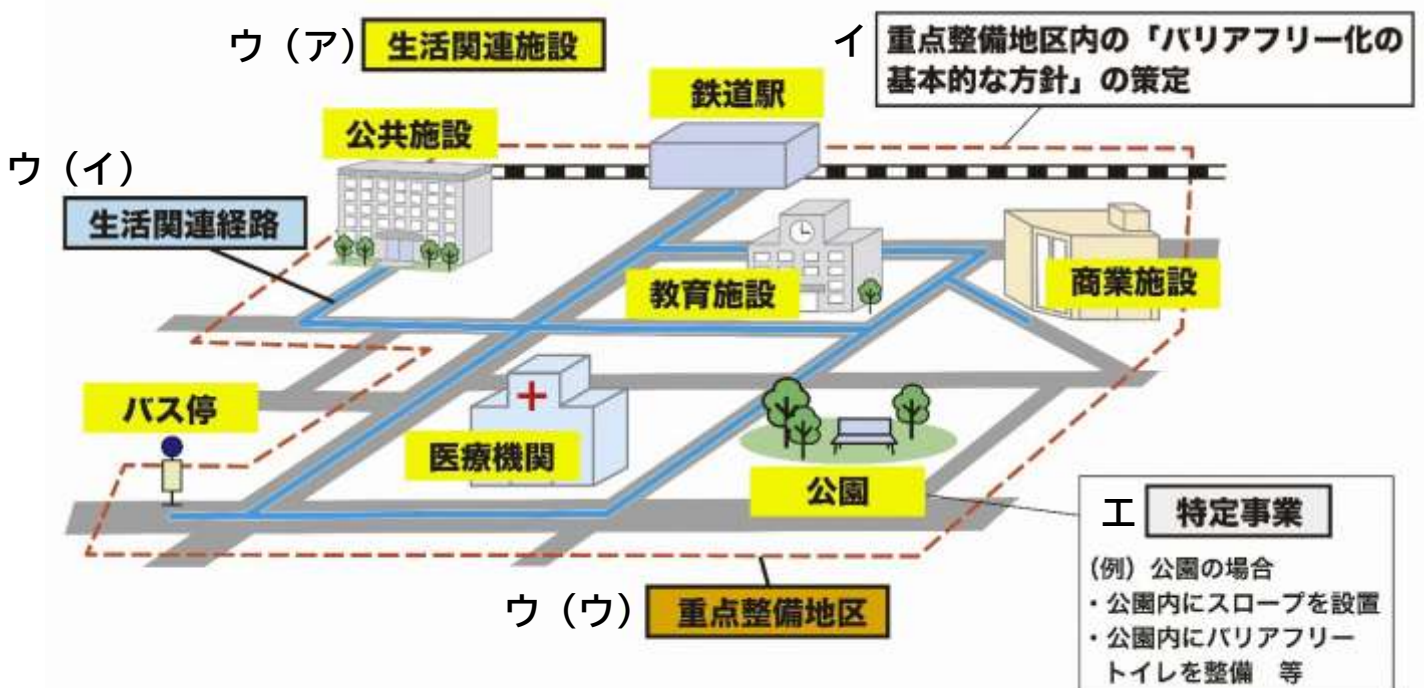 ウ（ア）
生活関連施設
イ
重点整備地区内の「バリアフリー化の
基本的な方針」の策定
鉄道駅
公共施設
ウ（イ）
生活関連経路
教育施設
商業施設
バス停
医療機関
公園
エ
特定事業
（例）公園の場合
・公園内にスロープを設置
・公園内にバリアフリー
トイレを整備　等
ウ（ウ）
重点整備地区